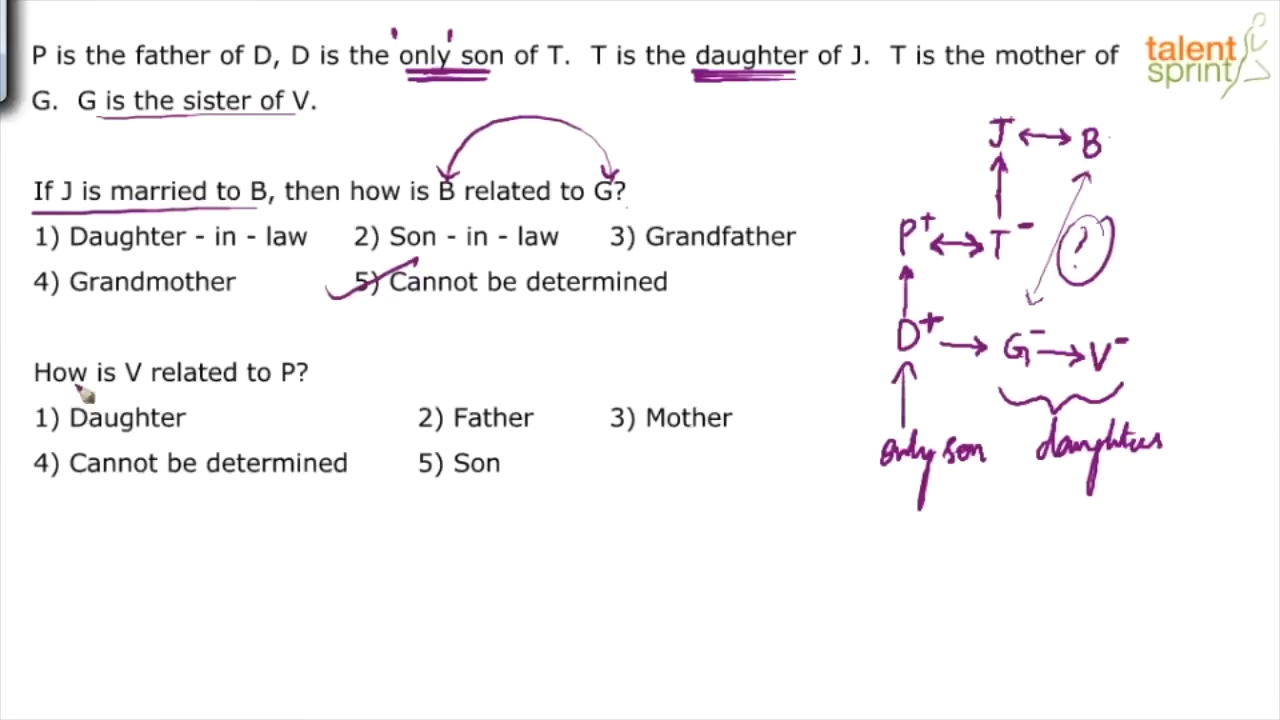 P is the father of D, D is the 'only' son of T. T is the daughter of J. T is the mother of
G. G is the sister of V.
talent
sprint
If J is married to B, then how is B related to G?
1) Daughter - in - law 2) Son - in - law 3) Grandfather
4) Grandmother 5) Cannot be determined
How is V related to P?
1) Daughter 2) Father 3) Mother
4) Cannot be determined 5) Son
J ↔ B
P+ ↔ T- ?
D+ → G- → V-
only son daughters